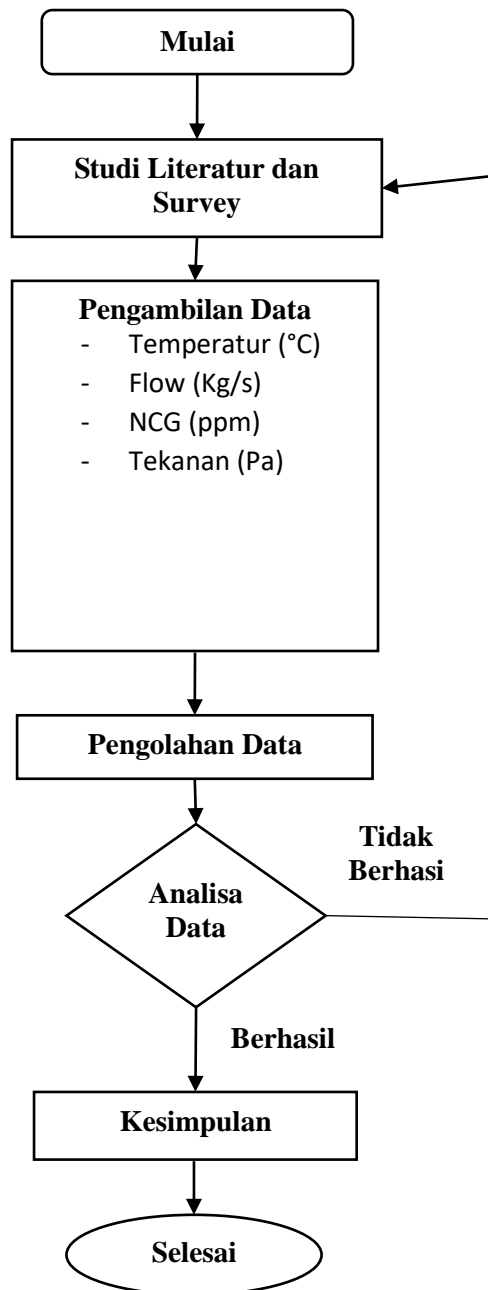 Mulai
Studi Literatur dan
Survey
Pengambilan Data
- Temperatur (°C)
- Flow (Kg/s)
- NCG (ppm)
- Tekanan (Pa)
Pengolahan Data
Tidak
Berhasi
Analisa
Data
Berhasil
Kesimpulan
Selesai